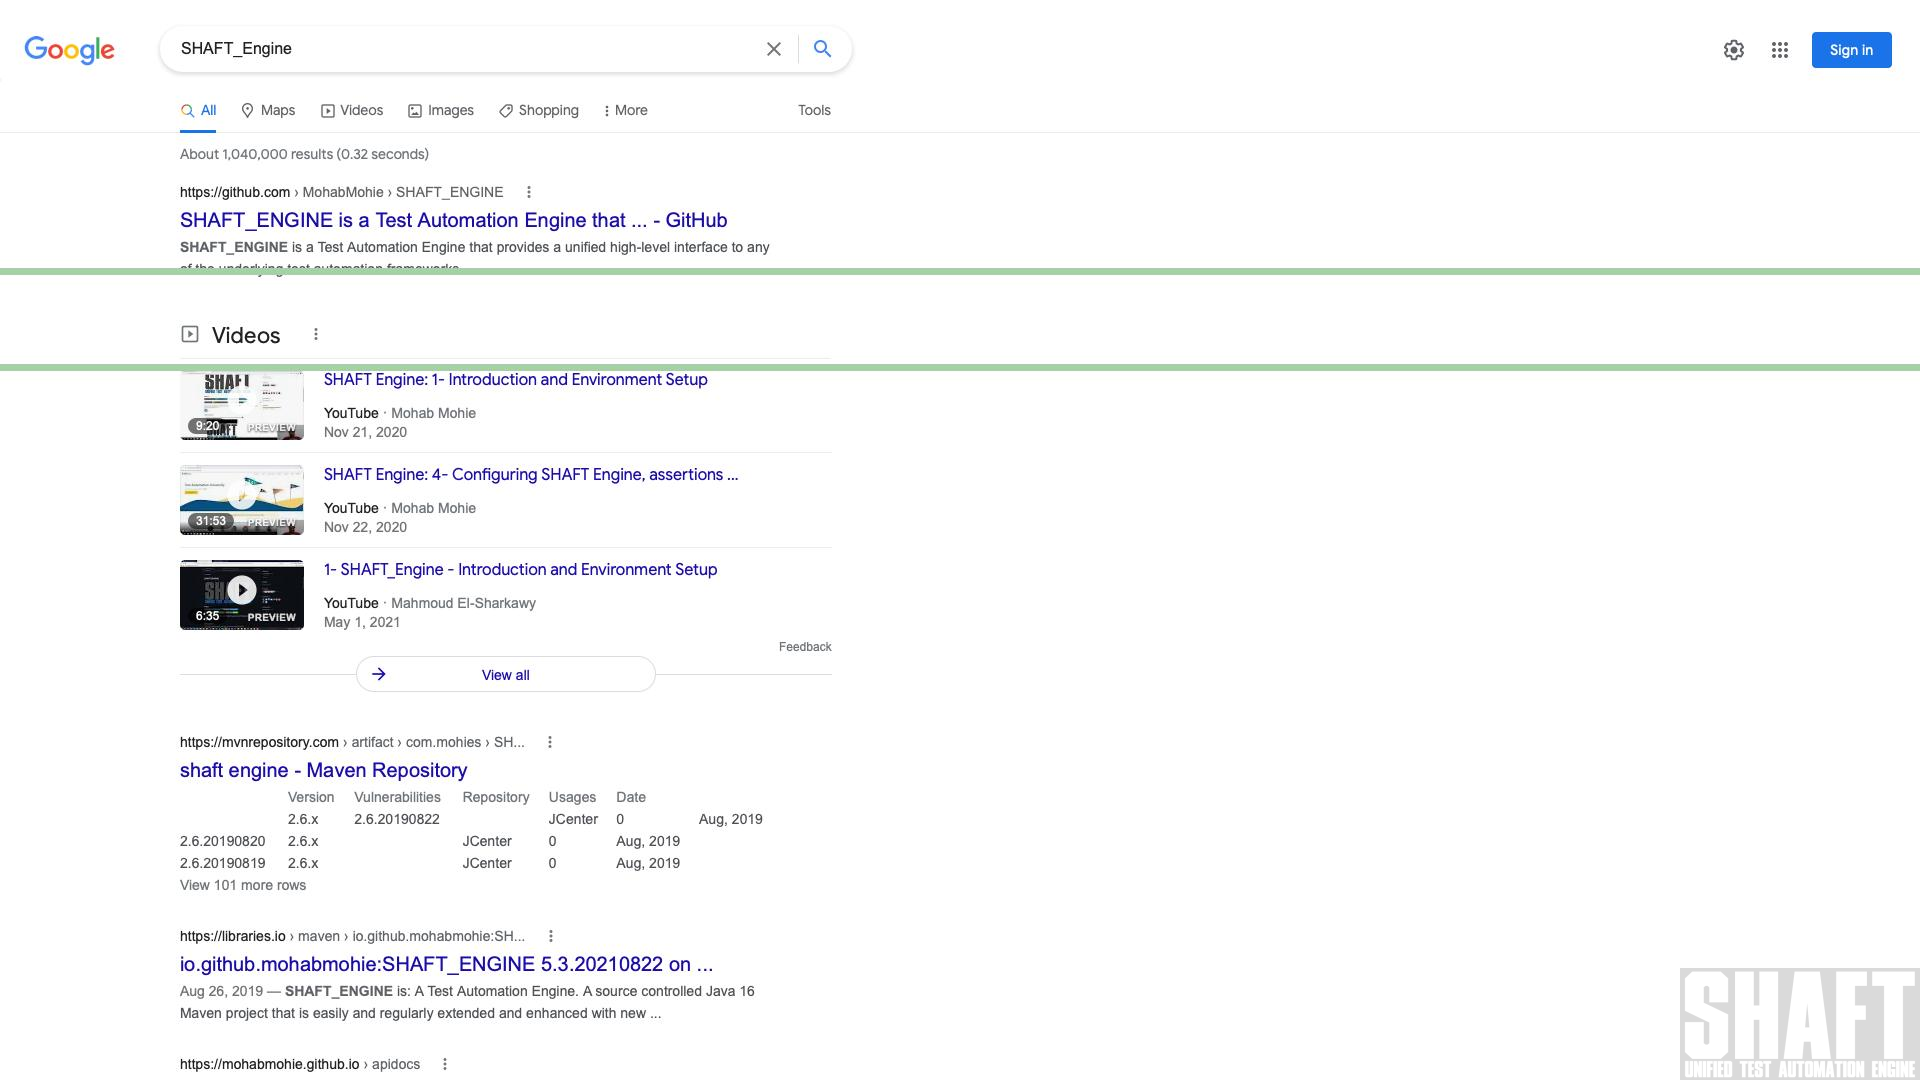 Google
SHAFT_Engine
Sign in
All Maps Videos Images Shopping More Tools
About 1,040,000 results (0.32 seconds)
https://github.com › MohabMohie › SHAFT_ENGINE
SHAFT_ENGINE is a Test Automation Engine that ... - GitHub
SHAFT_ENGINE is a Test Automation Engine that provides a unified high-level interface to any
of the underlying test automation frameworks.
Videos
SHAFT Engine: 1- Introduction and Environment Setup
YouTube · Mohab Mohie
9:20 PREVIEW
Nov 21, 2020
SHAFT Engine: 4- Configuring SHAFT Engine, assertions ...
YouTube · Mohab Mohie
31:53 PREVIEW
Nov 22, 2020
1- SHAFT_Engine - Introduction and Environment Setup
YouTube · Mahmoud El-Sharkawy
6:35 PREVIEW
May 1, 2021
Feedback
View all
https://mvnrepository.com › artifact › com.mohies › SH...
shaft engine - Maven Repository
Version Vulnerabilities Repository Usages Date
2.6.x 2.6.20190822 JCenter 0 Aug, 2019
2.6.20190820 2.6.x JCenter 0 Aug, 2019
2.6.20190819 2.6.x JCenter 0 Aug, 2019
View 101 more rows
https://libraries.io › maven › io.github.mohabmohie:SH...
io.github.mohabmohie:SHAFT_ENGINE 5.3.20210822 on ...
Aug 26, 2019 — SHAFT_ENGINE is: A Test Automation Engine. A source controlled Java 16
Maven project that is easily and regularly extended and enhanced with new ...
https://mohabmohie.github.io › apidocs
SHAFT
UNIFIED TEST AUTOMATION ENGINE